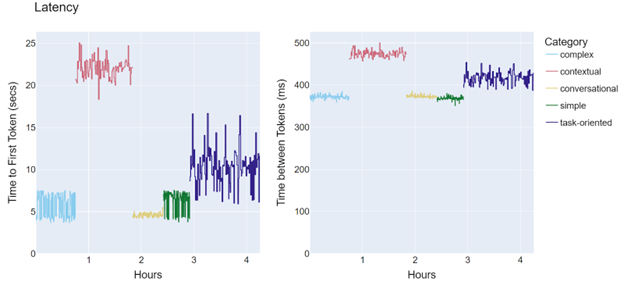 Latency
Time to First Token (secs)
25
20
15
10
5
0
1
2
3
4
Hours
Time between Tokens (ms)
500
400
300
200
100
0
0
1
2
3
4
Hours
Category
complex
contextual
conversational
simple
task-oriented